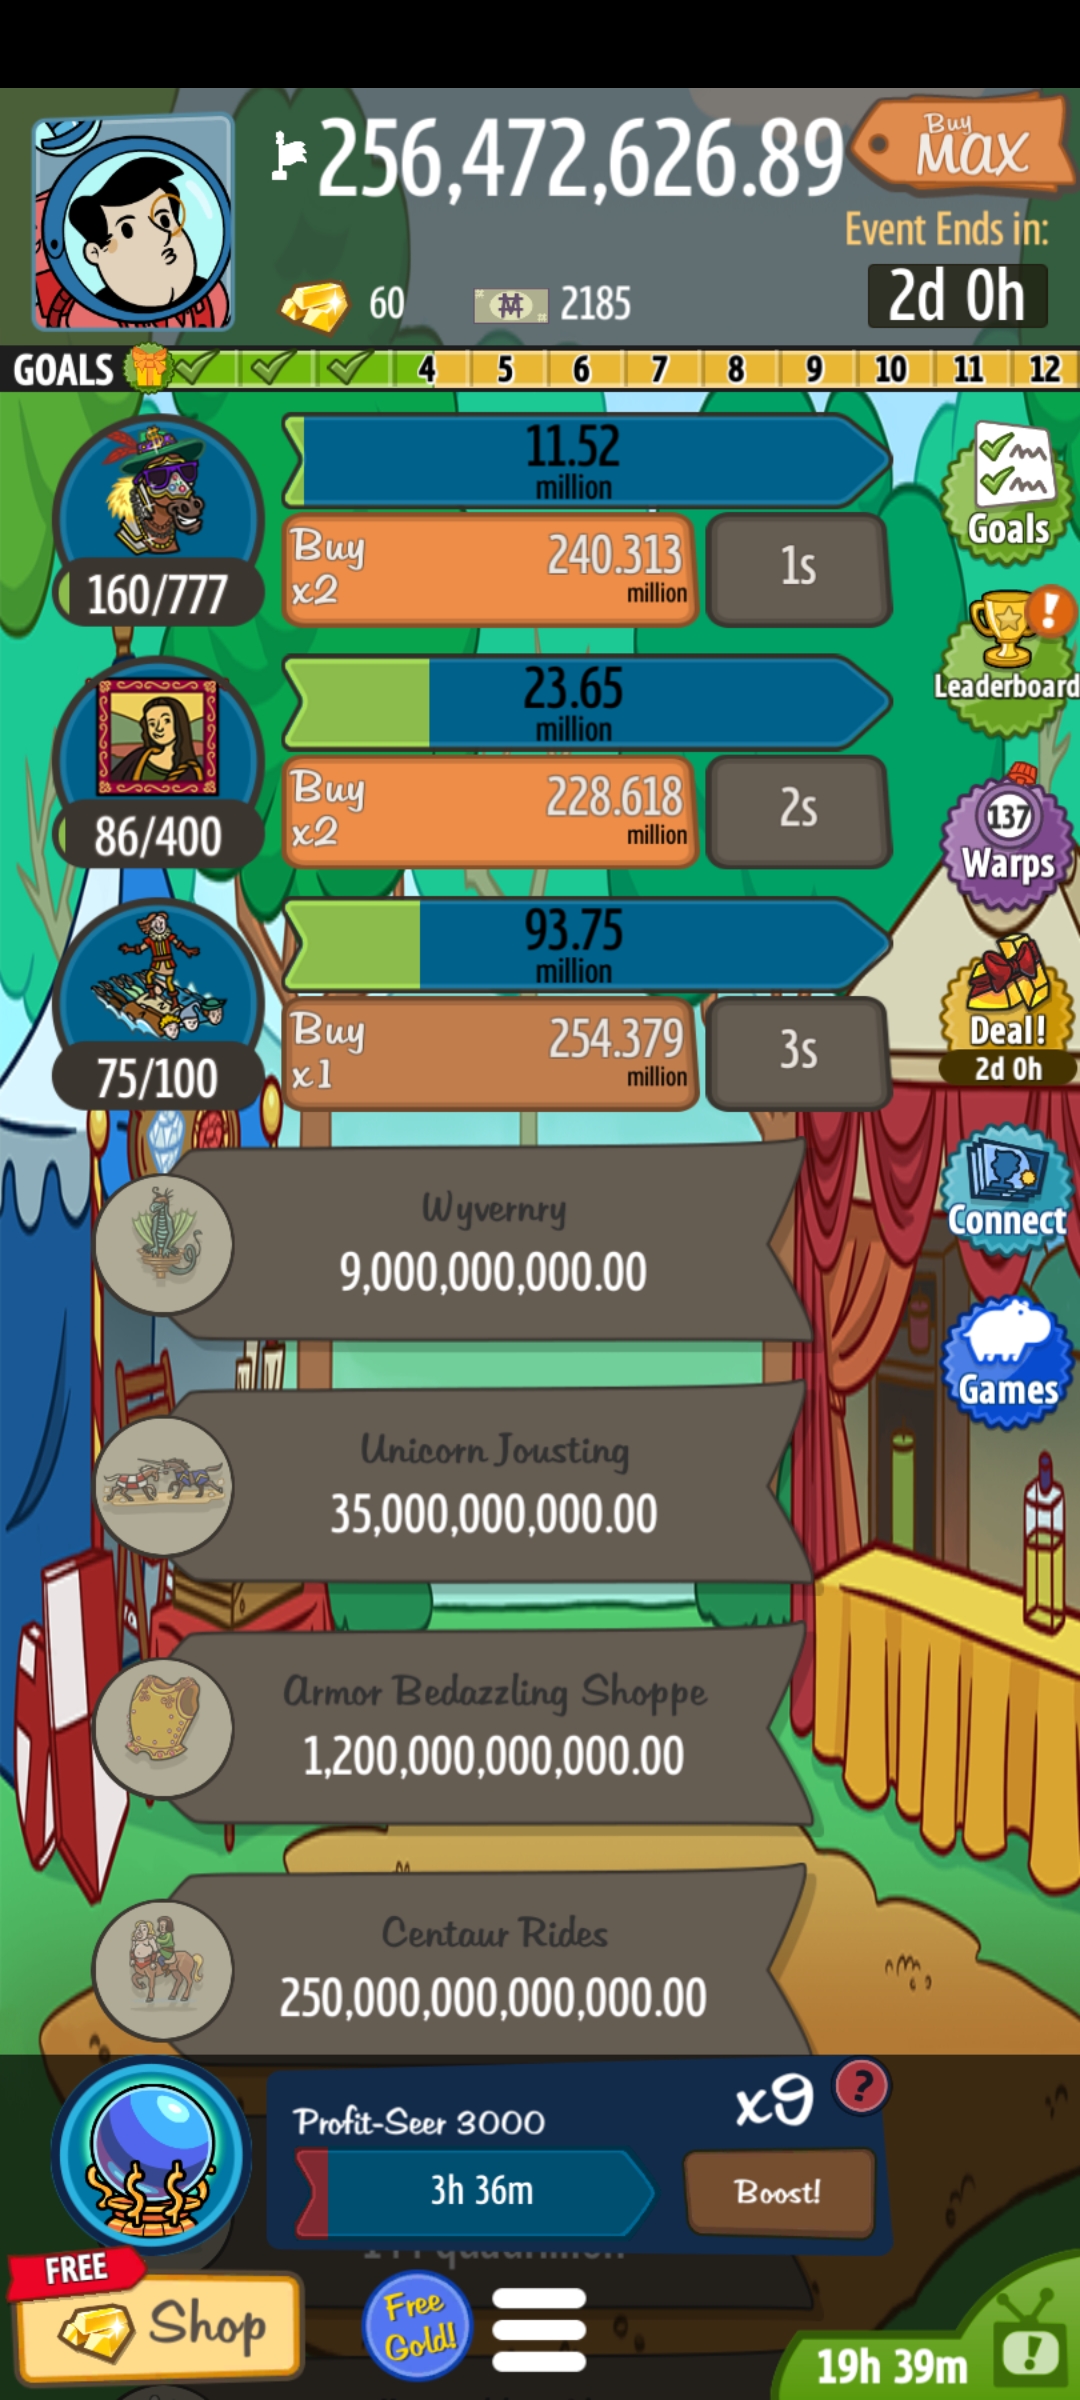 256,472,626.89
Buy
MAX
Event Ends in:
60
2185
2d 0h
GOALS
4 5 6 7 8 9 10 11 12
11.52
million
Buy
x2
240.313
million
1s
160/777
Goals
23.65
million
Buy
x2
228.618
million
2s
86/400
!
Leaderboard
137
Warps
93.75
million
Buy
x1
254.379
million
3s
75/100
Deal!
2d 0h
Wyvernry
9,000,000,000.00
Connect
Unicorn Jousting
35,000,000,000.00
Games
Armor Bedazzling Shoppe
1,200,000,000,000.00
Centaur Rides
250,000,000,000,000.00
Profit-Seer 3000
x9
?
3h 36m
Boost!
FREE
Shop
Free
Gold!
19h 39m
!